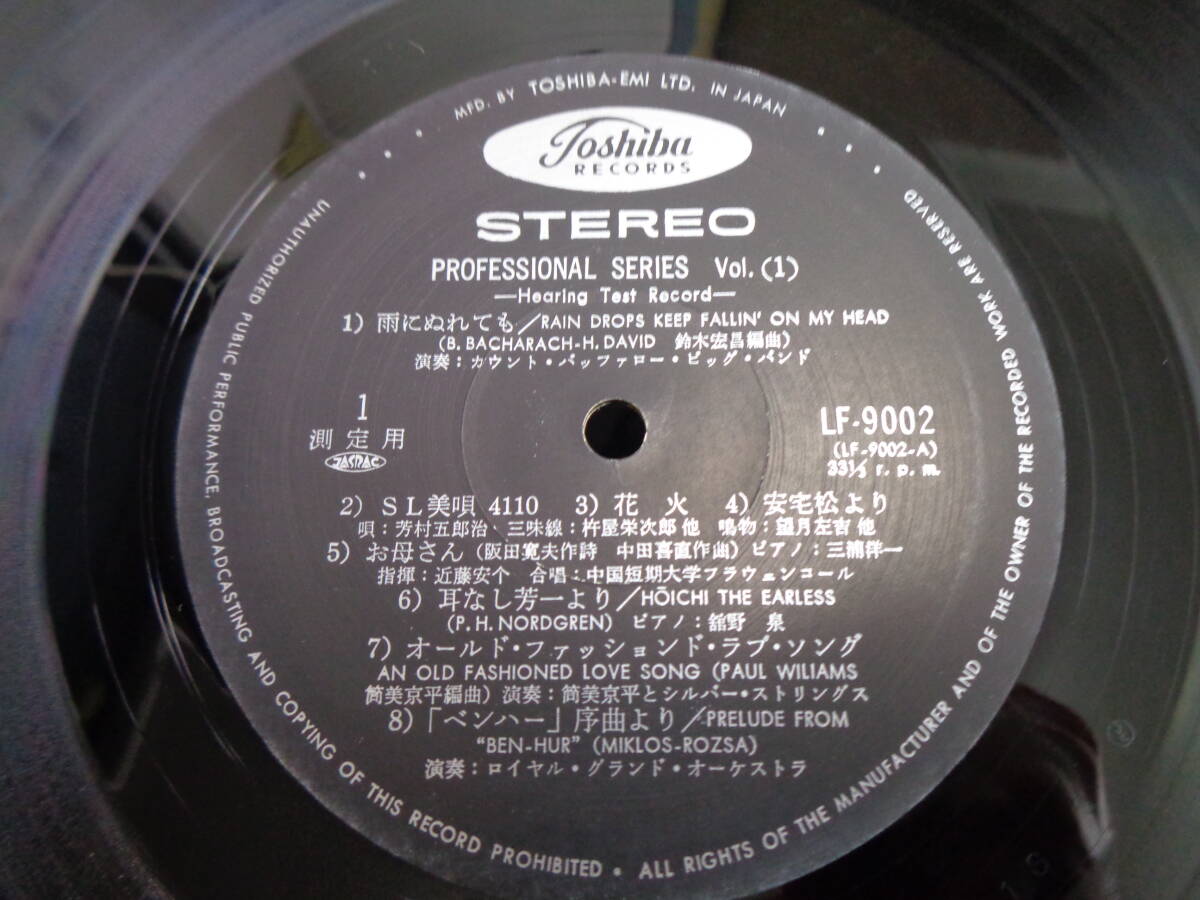 MFD. BY TOSHIBA-EMI LTD. IN JAPAN
Toshiba
RECORDS
STEREO
PROFESSIONAL SERIES Vol. (1)
—Hearing Test Record—
1) 雨にぬれても/RAIN DROPS KEEP FALLIN' ON MY HEAD
(B. BACHARACH-H. DAVID 鈴木宏昌編曲)
演奏:カウント・バッファロー・ビッグ・バンド
1
測定用
JASRAC
LF-9002
(LF-9002-A)
33⅓ r. p. m.
2) SL美唄 4110 3) 花火 4) 安宅松より
唄:芳村五郎治・三味線:杵屋栄次郎 他 鳴物:望月左吉 他
5) お母さん (阪田寛夫作詩 中田喜直作曲) ピアノ:三浦洋一
指揮:近藤安个 合唱:中国短期大学フラウェンコール
6) 耳なし芳一より/HŌICHI THE EARLESS
(P. H. NORDGREN) ピアノ:舘野 泉
7) オールド・ファッションド・ラブ・ソング
AN OLD FASHIONED LOVE SONG (PAUL WILIAMS
筒美京平編曲) 演奏:筒美京平とシルバー・ストリングス
8)「ベンハー」序曲より/PRELUDE FROM
"BEN-HUR" (MIKLOS-ROZSA)
演奏:ロイヤル・グランド・オーケストラ
UNAUTHORIZED PUBLIC PERFORMANCE, BROADCASTING AND COPYING OF THIS RECORD PROHIBITED • ALL RIGHTS OF THE MANUFACTURER AND OF THE OWNER OF THE RECORDED WORK ARE RESERVED